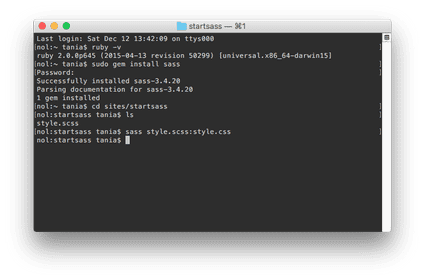 startsass — ⌘1
Last login: Sat Dec 12 13:42:09 on ttys000
[nol:~ tania$ ruby -v ]
ruby 2.0.0p645 (2015-04-13 revision 50299) [universal.x86_64-darwin15]
[nol:~ tania$ sudo gem install sass ]
[Password: ]
Successfully installed sass-3.4.20
Parsing documentation for sass-3.4.20
1 gem installed
[nol:~ tania$ cd sites/startsass ]
[nol:startsass tania$ ls ]
style.scss
[nol:startsass tania$ sass style.scss:style.css ]
nol:startsass tania$